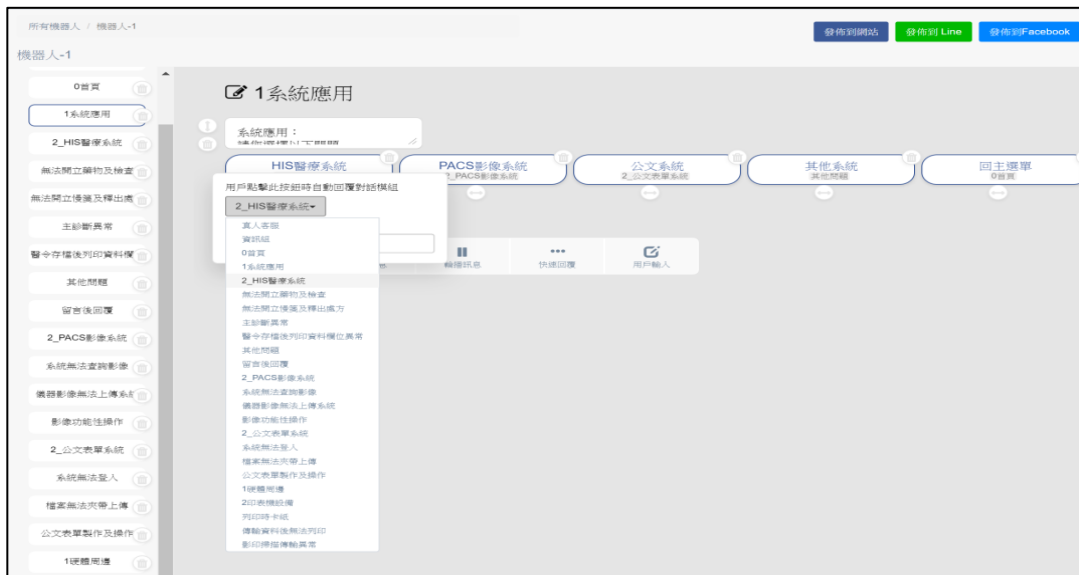 所有機器人 / 機器人-1
發佈到網站
發佈到 Line
發佈到Facebook
機器人-1
0首頁
1系統應用
2_HIS醫療系統
無法開立藥物及檢查
無法開立慢箋及釋出處
主診斷異常
醫令存檔後列印資料欄
其他問題
留言後回覆
2_PACS影像系統
系統無法查詢影像
儀器影像無法上傳系統
影像功能性操作
2_公文表單系統
系統無法登入
檔案無法夾帶上傳
公文表單製作及操作
1硬體周邊
1系統應用
系統應用：
HIS醫療系統
PACS影像系統
2_PACS影像系統
公文系統
2_公文表單系統
其他系統
其他問題
回主選單
0首頁
用戶點擊此按鈕時自動回覆對話模組
2_HIS醫療系統
真人客服
資訊組
0首頁
1系統應用
2_HIS醫療系統
無法開立藥物及檢查
無法開立慢箋及釋出處方
主診斷異常
醫令存檔後列印資料欄位異常
其他問題
留言後回覆
2_PACS影像系統
系統無法查詢影像
儀器影像無法上傳系統
影像功能性操作
2_公文表單系統
系統無法登入
檔案無法夾帶上傳
公文表單製作及操作
1硬體周邊
2印表機設備
列印時卡紙
傳輸資料後無法列印
影印掃描傳輸異常
輪播訊息
快速回覆
用戶輸入